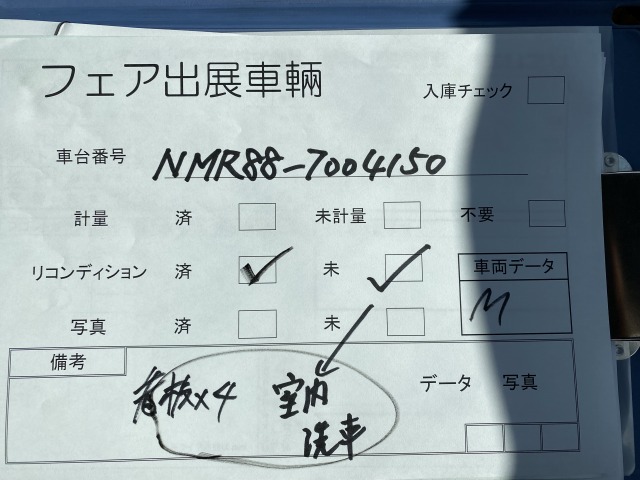 フェア出展車輌 入庫チェック
車台番号 NMR88-7004150
計量 済 未計量 不要
リコンディション 済 ✓ 未 ✓ 車両データ
M
写真 済 未
備考
看板×4 室内 データ 写真
洗車